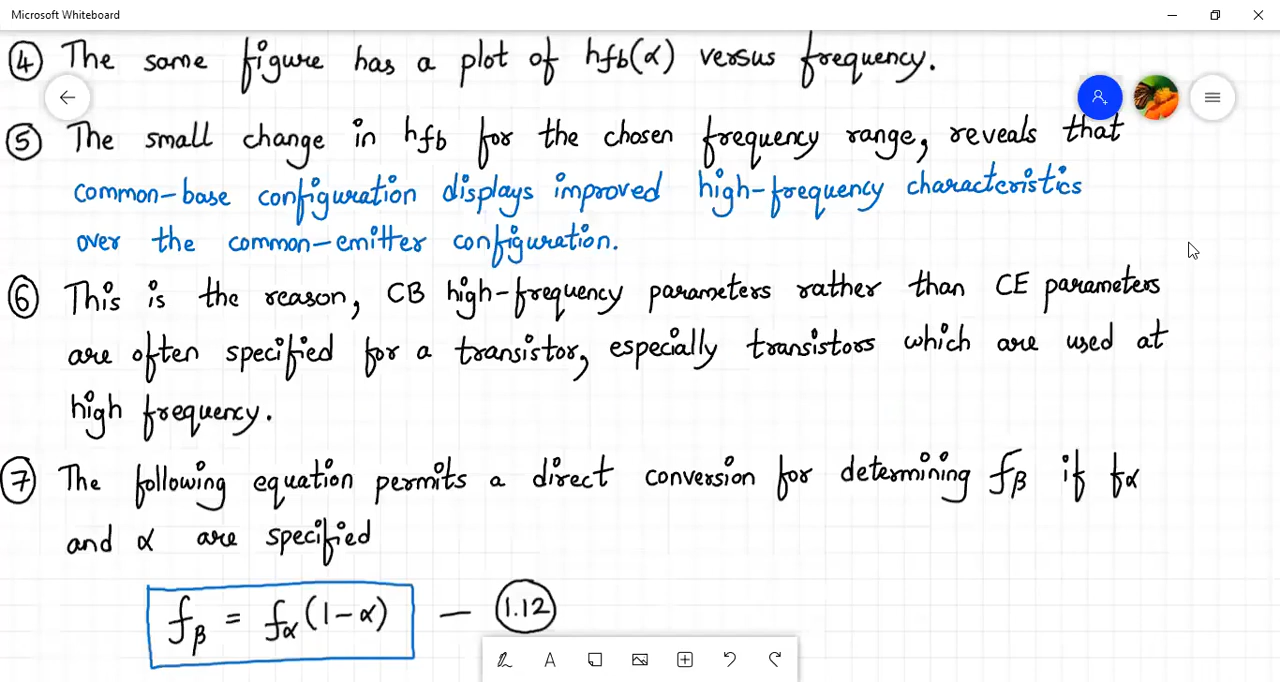 Microsoft Whiteboard
④ The same figure has a plot of hfb(α) versus frequency.
⑤ The small change in hfb for the chosen frequency range, reveals that
common-base configuration displays improved high-frequency characteristics
over the common-emitter configuration.
⑥ This is the reason, CB high-frequency parameters rather than CE parameters
are often specified for a transistor, especially transistors which are used at
high frequency.
⑦ The following equation permits a direct conversion for determining fβ if fα
and α are specified
fβ = fα(1-α) — 1.12
A